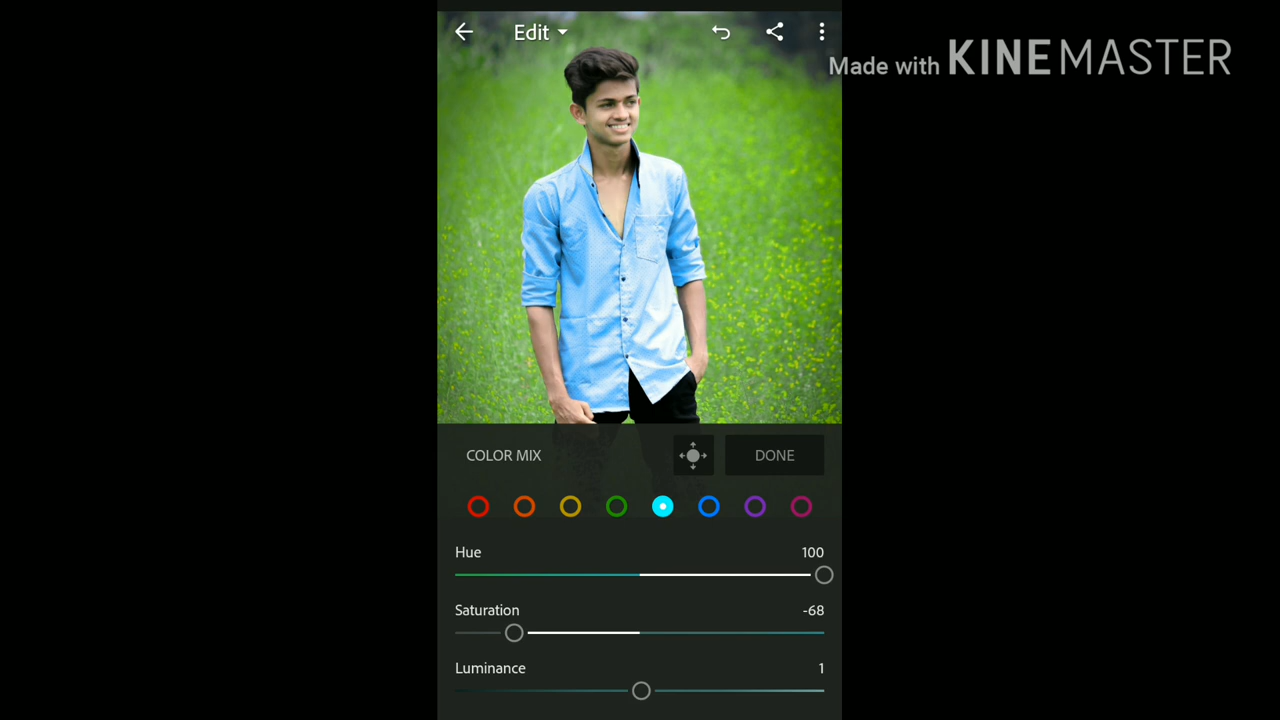 Edit
Made with KINEMASTER
COLOR MIX
DONE
Hue
100
Saturation
-68
Luminance
1